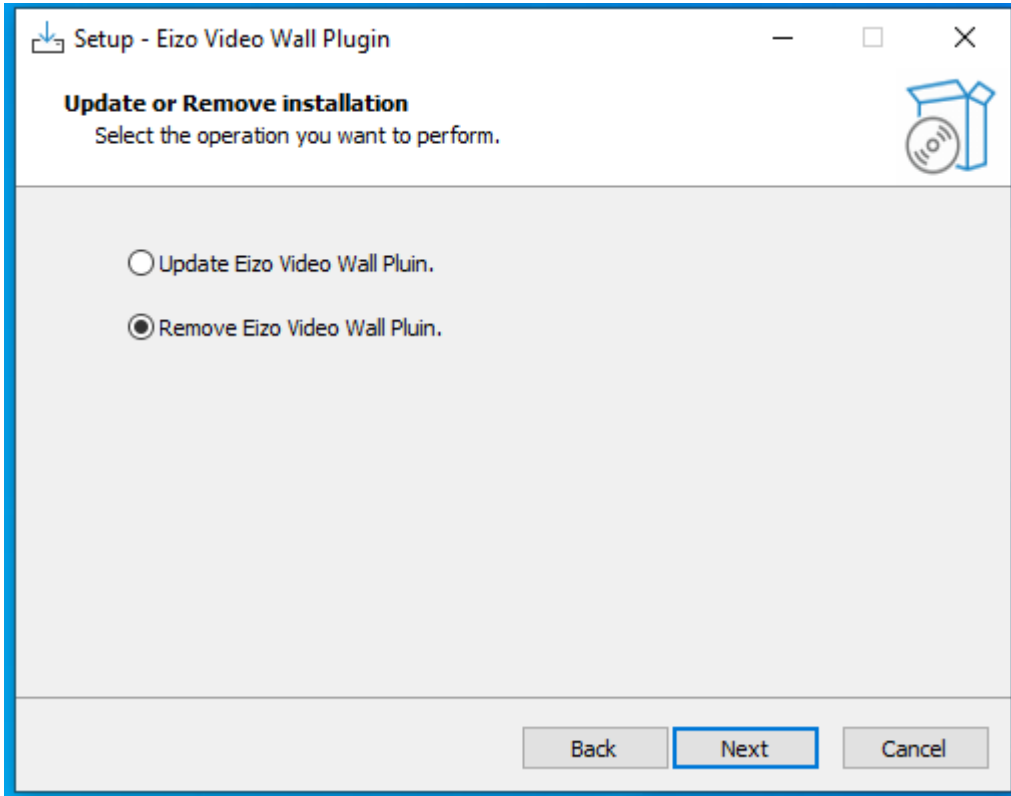 Setup - Eizo Video Wall Plugin
Update or Remove installation
Select the operation you want to perform.
Update Eizo Video Wall Pluin.
Remove Eizo Video Wall Pluin.
Back Next Cancel